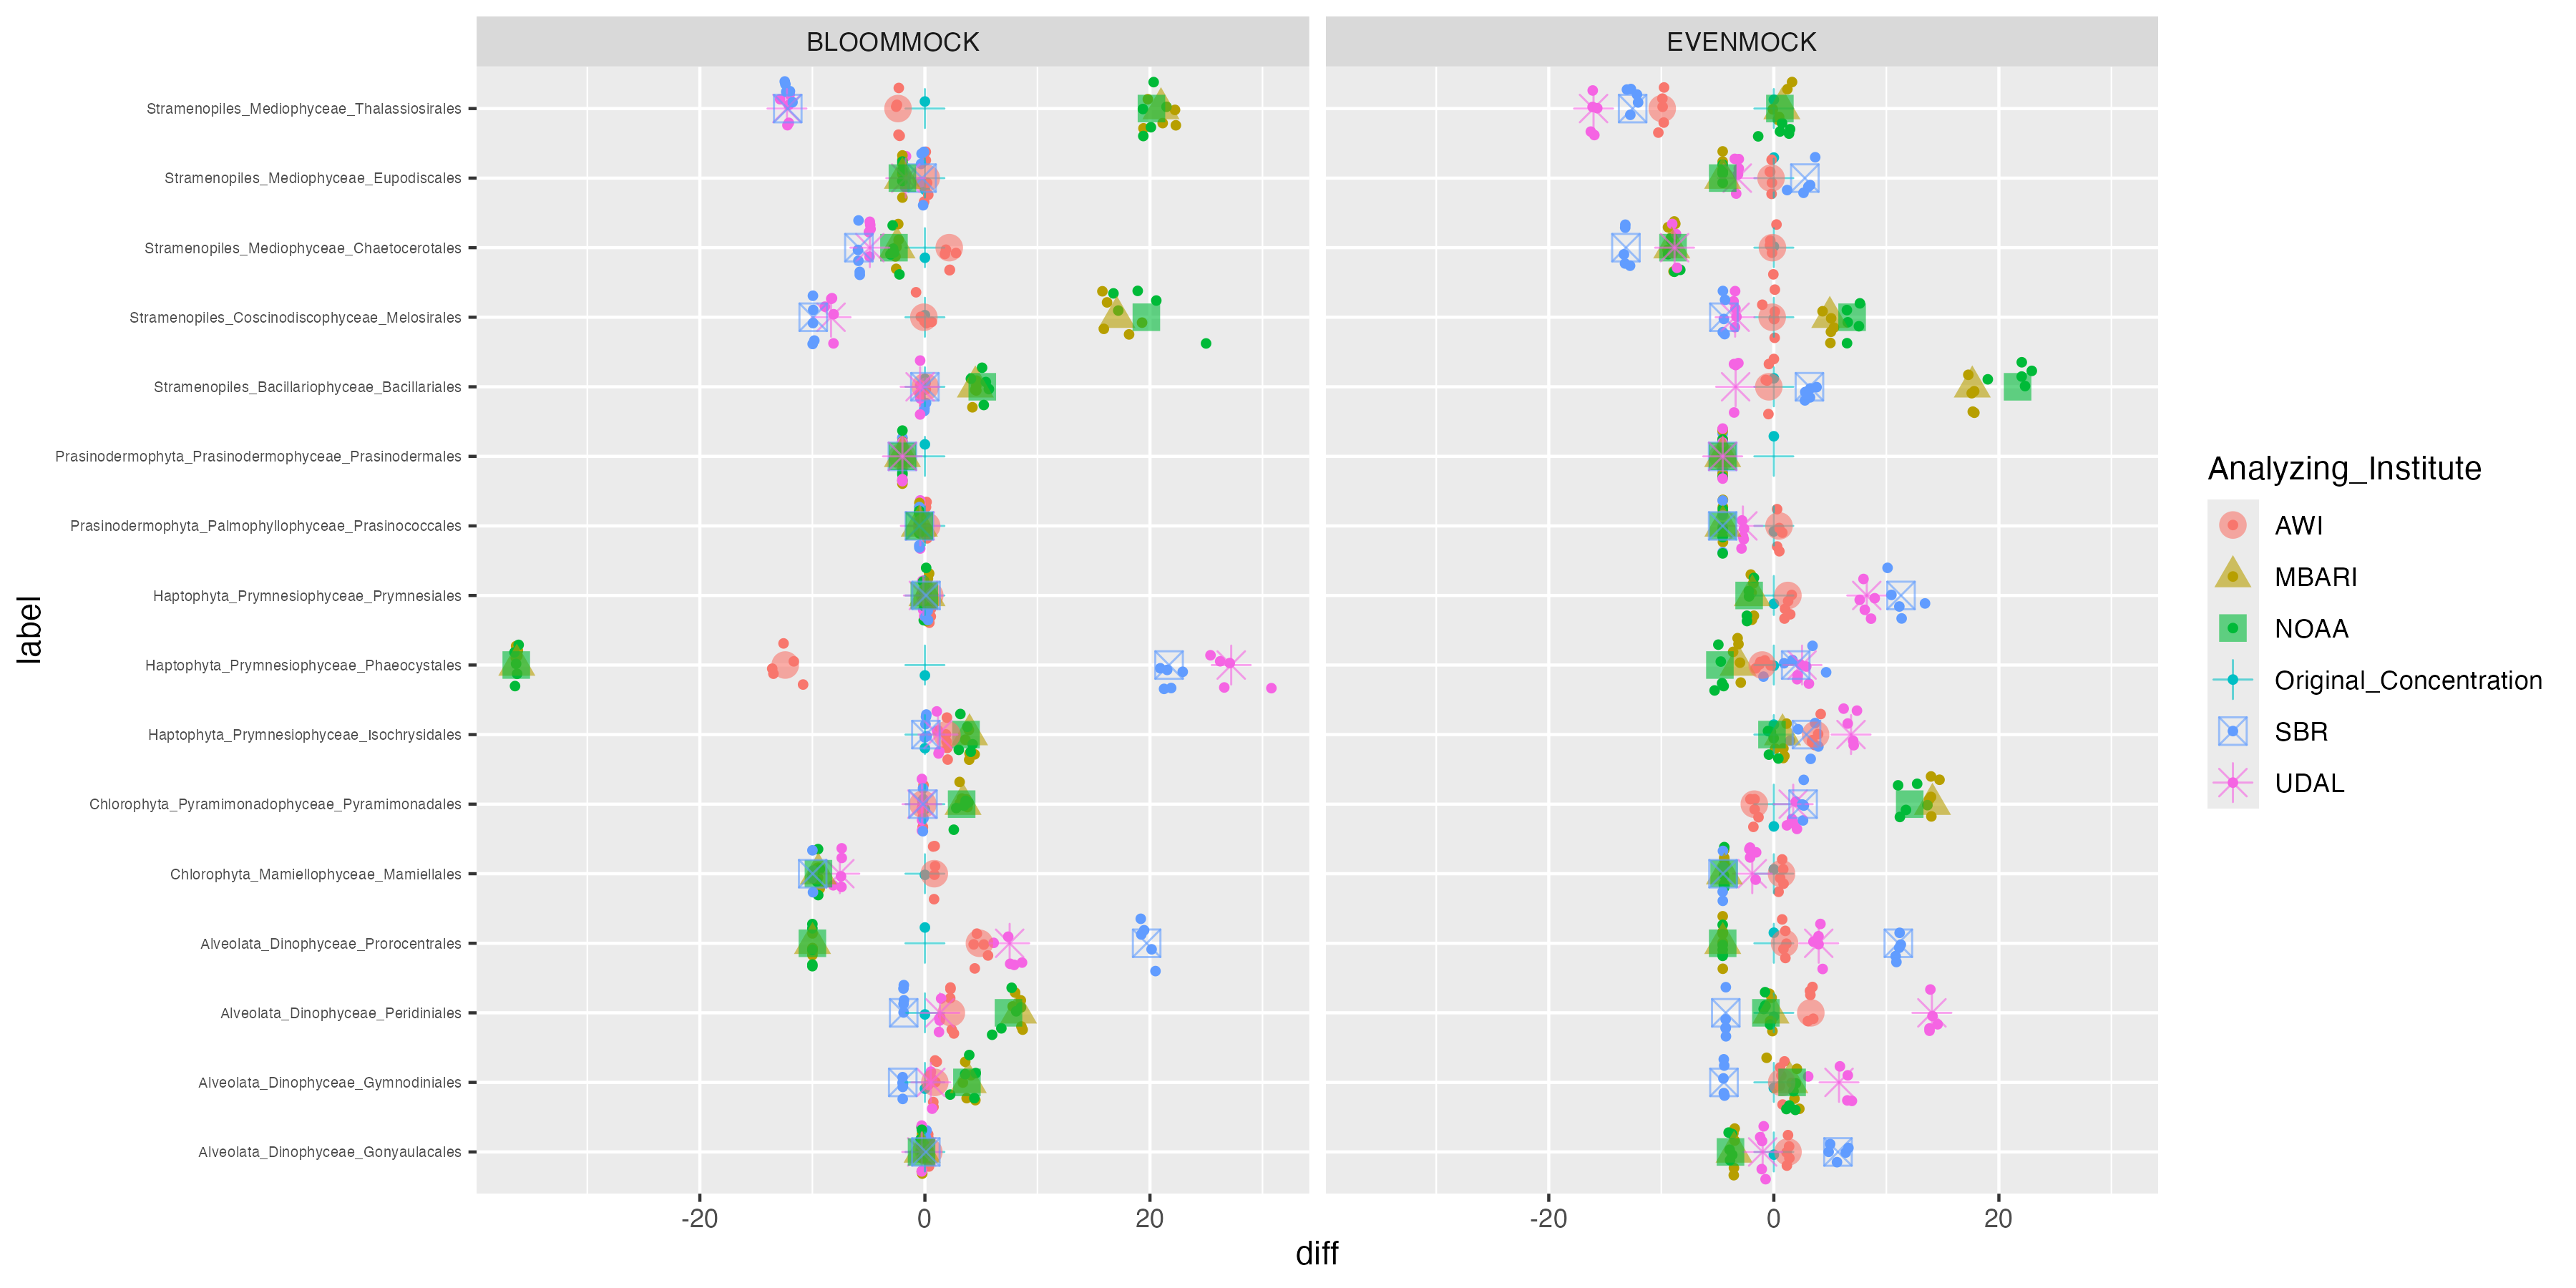 BLOOMMOCK
EVENMOCK
Stramenopiles_Mediophyceae_Thalassiosirales
Stramenopiles_Mediophyceae_Eupodiscales
Stramenopiles_Mediophyceae_Chaetocerotales
Stramenopiles_Coscinodiscophyceae_Melosirales
Stramenopiles_Bacillariophyceae_Bacillariales
Prasinodermophyta_Prasinodermophyceae_Prasinodermales
Prasinodermophyta_Palmophyllophyceae_Prasinococcales
Haptophyta_Prymnesiophyceae_Prymnesiales
Haptophyta_Prymnesiophyceae_Phaeocystales
Haptophyta_Prymnesiophyceae_Isochrysidales
Chlorophyta_Pyramimonadophyceae_Pyramimonadales
Chlorophyta_Mamiellophyceae_Mamiellales
Alveolata_Dinophyceae_Prorocentrales
Alveolata_Dinophyceae_Peridiniales
Alveolata_Dinophyceae_Gymnodiniales
Alveolata_Dinophyceae_Gonyaulacales
label
-20 0 20
-20 0 20
diff
Analyzing_Institute
AWI
MBARI
NOAA
Original_Concentration
SBR
UDAL